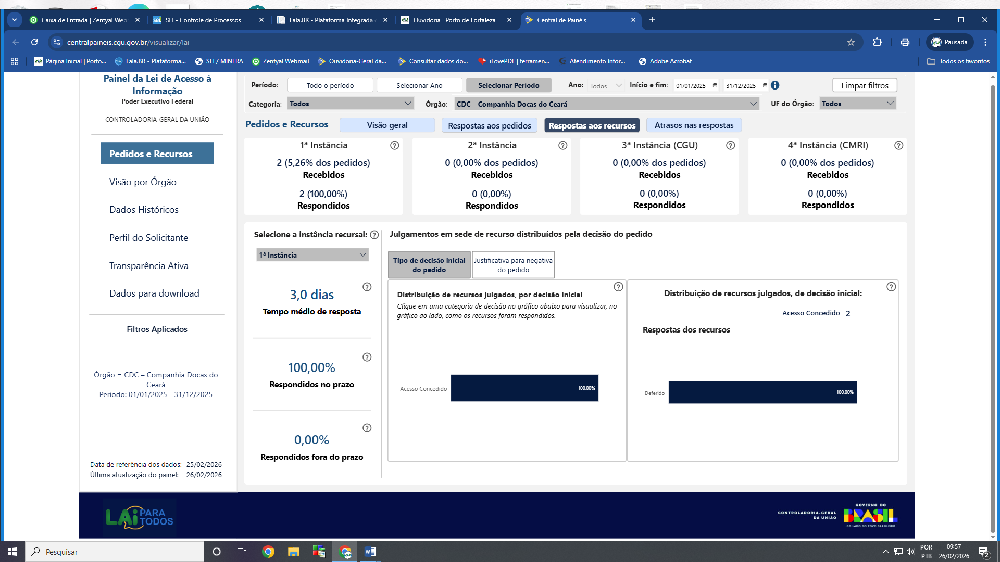 Caixa de Entrada | Zentyal Web
SEI - Controle de Processos
Fala.BR - Plataforma Integrada
Ouvidoria | Porto de Fortaleza
Central de Painéis
centralpaineis.cgu.gov.br/visualizar/lai
Pausada
Página Inicial | Porto...
Fala.BR - Plataforma...
SEI / MINFRA
Zentyal Webmail
Ouvidoria-Geral da...
Consultar dados do...
iLovePDF | ferramen...
Atendimento Infor...
Adobe Acrobat
Todos os favoritos
Painel da Lei de Acesso à
Informação
Poder Executivo Federal
CONTROLADORIA-GERAL DA UNIÃO
Pedidos e Recursos
Visão por Órgão
Dados Históricos
Perfil do Solicitante
Transparência Ativa
Dados para download
Filtros Aplicados
Órgão = CDC – Companhia Docas do
Ceará
Período: 01/01/2025 - 31/12/2025
Data de referência dos dados: 25/02/2026
Última atualização do painel: 26/02/2026
Período: Todo o período Selecionar Ano Selecionar Período Ano: Todos Início e fim: 01/01/2025 31/12/2025 Limpar filtros
Categoria: Todos Órgão: CDC – Companhia Docas do Ceará UF do Órgão: Todos
Pedidos e Recursos Visão geral Respostas aos pedidos Respostas aos recursos Atrasos nas respostas
1ª Instância
2 (5,26% dos pedidos)
Recebidos
2 (100,00%)
Respondidos
2ª Instância
0 (0,00% dos pedidos)
Recebidos
0 (0,00%)
Respondidos
3ª Instância (CGU)
0 (0,00% dos pedidos)
Recebidos
0 (0,00%)
Respondidos
4ª Instância (CMRI)
0 (0,00% dos pedidos)
Recebidos
0 (0,00%)
Respondidos
Selecione a instância recursal:
1ª Instância
3,0 dias
Tempo médio de resposta
100,00%
Respondidos no prazo
0,00%
Respondidos fora do prazo
Julgamentos em sede de recurso distribuídos pela decisão do pedido
Tipo de decisão inicial
do pedido
Justificativa para negativa
do pedido
Distribuição de recursos julgados, por decisão inicial
Clique em uma categoria de decisão no gráfico abaixo para visualizar, no
gráfico ao lado, como os recursos foram respondidos.
Acesso Concedido 100,00%
Distribuição de recursos julgados, de decisão inicial:
Acesso Concedido 2
Respostas dos recursos
Deferido 100,00%
LAi PARA
TODOS
CONTROLADORIA-GERAL
DA UNIÃO
GOVERNO DO
BRASIL
DO LADO DO POVO BRASILEIRO
Pesquisar
POR
PTB
09:57
26/02/2026
2